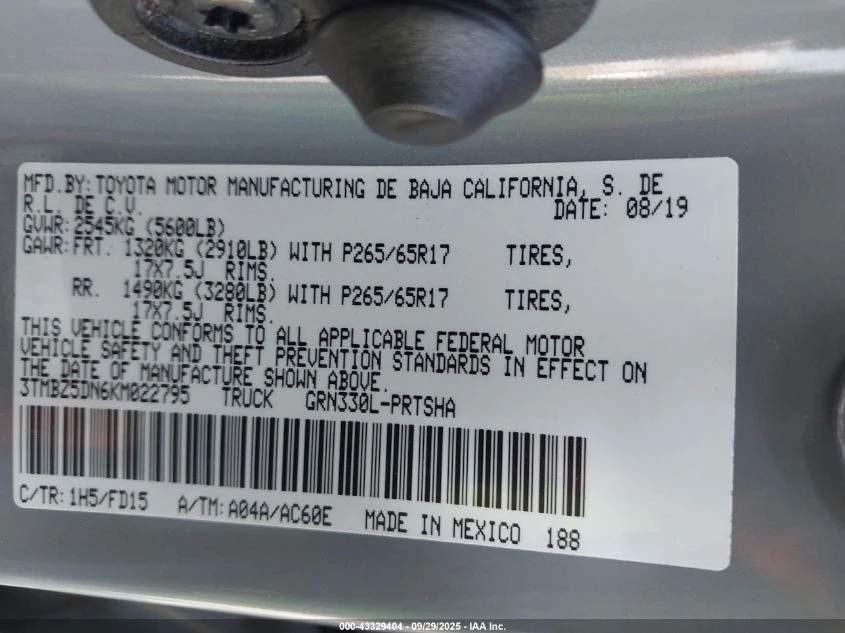 MFD.BY: TOYOTA MOTOR MANUFACTURING DE BAJA CALIFORNIA, S. DE
R.L. DE C.V. DATE: 08/19
GVWR: 2545KG (5600LB)
GAWR: FRT. 1320KG (2910LB) WITH P265/65R17 TIRES,
17X7.5J RIMS.
RR. 1490KG (3280LB) WITH P265/65R17 TIRES,
17X7.5J RIMS.
THIS VEHICLE CONFORMS TO ALL APPLICABLE FEDERAL MOTOR
VEHICLE SAFETY AND THEFT PREVENTION STANDARDS IN EFFECT ON
THE DATE OF MANUFACTURE SHOWN ABOVE.
3TMBZ5DN6KM022795 TRUCK GRN330L-PRTSHA
C/TR: 1H5/FD15 A/TM: A04A/AC60E MADE IN MEXICO 188
000-43329404 - 09/29/2025 - IAA Inc.